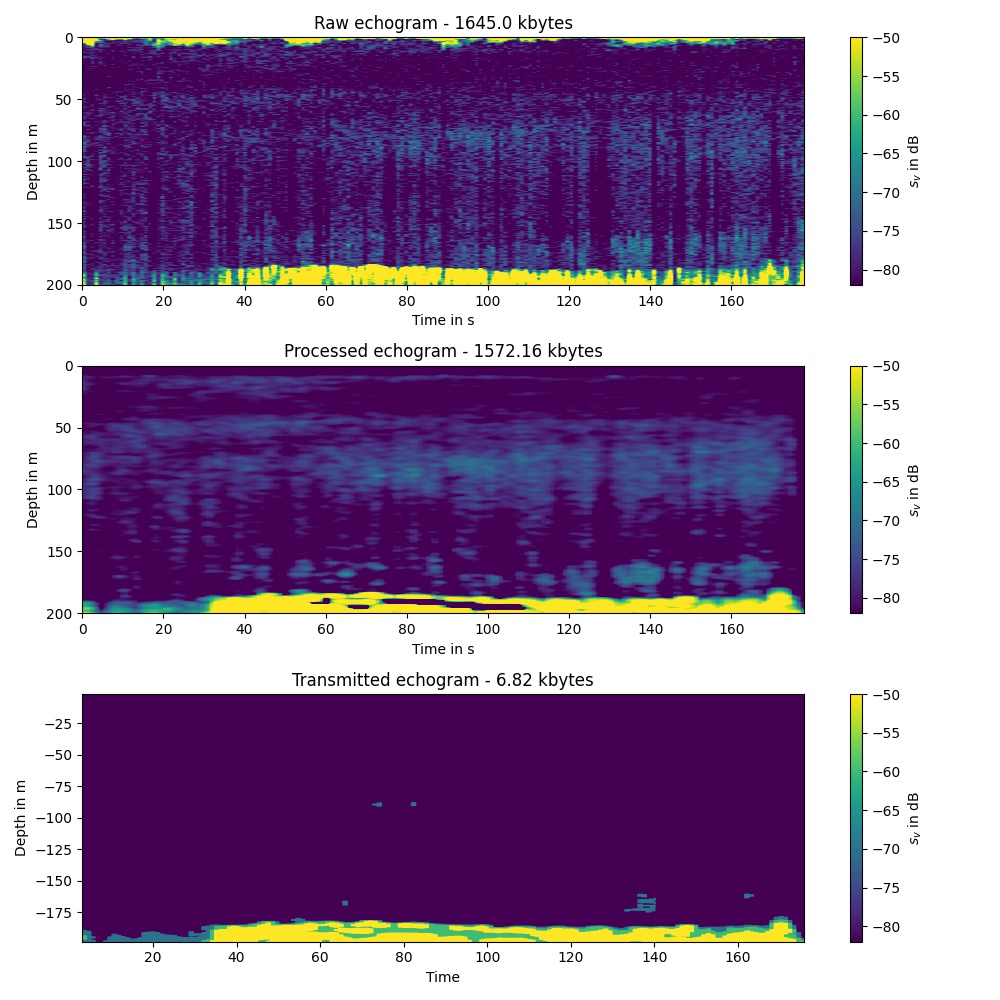 Raw echogram - 1645.0 kbytes
0
50
100
150
200
Depth in m
0 20 40 60 80 100 120 140 160
Time in s
−50
−55
−60
−65
−70
−75
−80
sv in dB
Processed echogram - 1572.16 kbytes
0
50
100
150
200
Depth in m
0 20 40 60 80 100 120 140 160
Time in s
−50
−55
−60
−65
−70
−75
−80
sv in dB
Transmitted echogram - 6.82 kbytes
−25
−50
−75
−100
−125
−150
−175
Depth in m
20 40 60 80 100 120 140 160
Time
−50
−55
−60
−65
−70
−75
−80
sv in dB